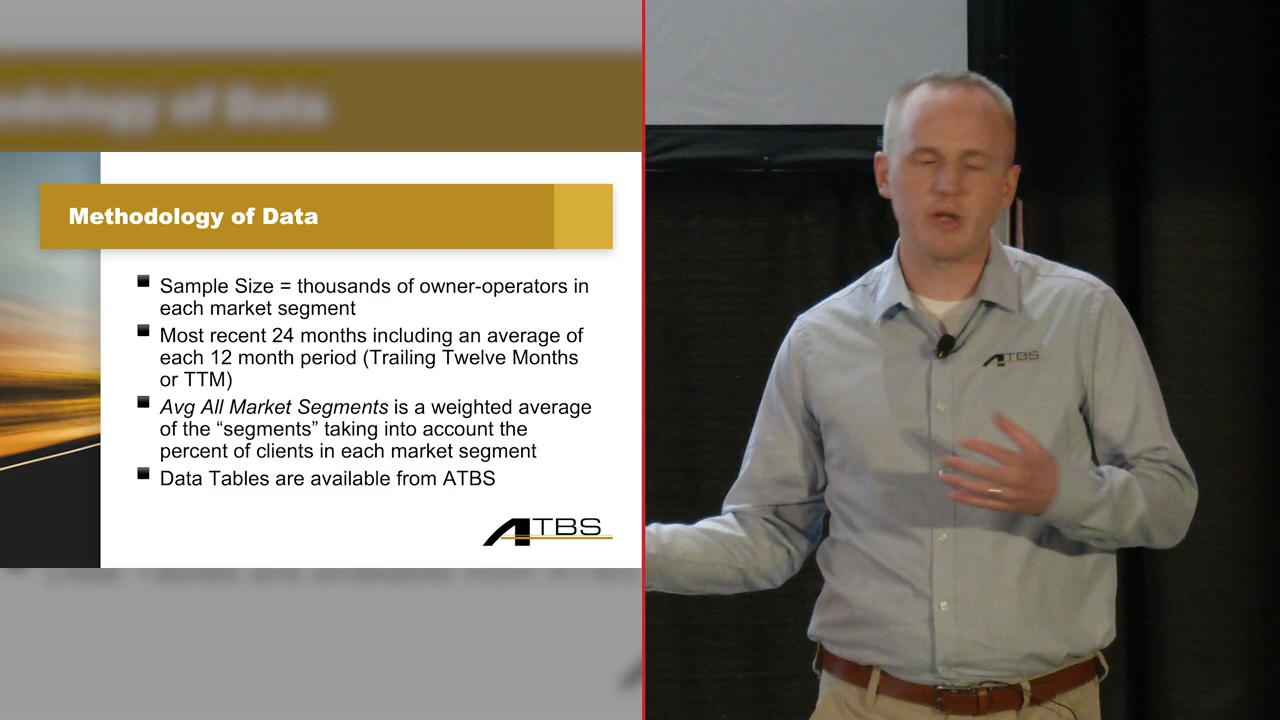 Methodology of Data
Sample Size = thousands of owner-operators in
each market segment
Most recent 24 months including an average of
each 12 month period (Trailing Twelve Months
or TTM)
Avg All Market Segments is a weighted average
of the “segments” taking into account the
percent of clients in each market segment
Data Tables are available from ATBS
ATBS
ATBS